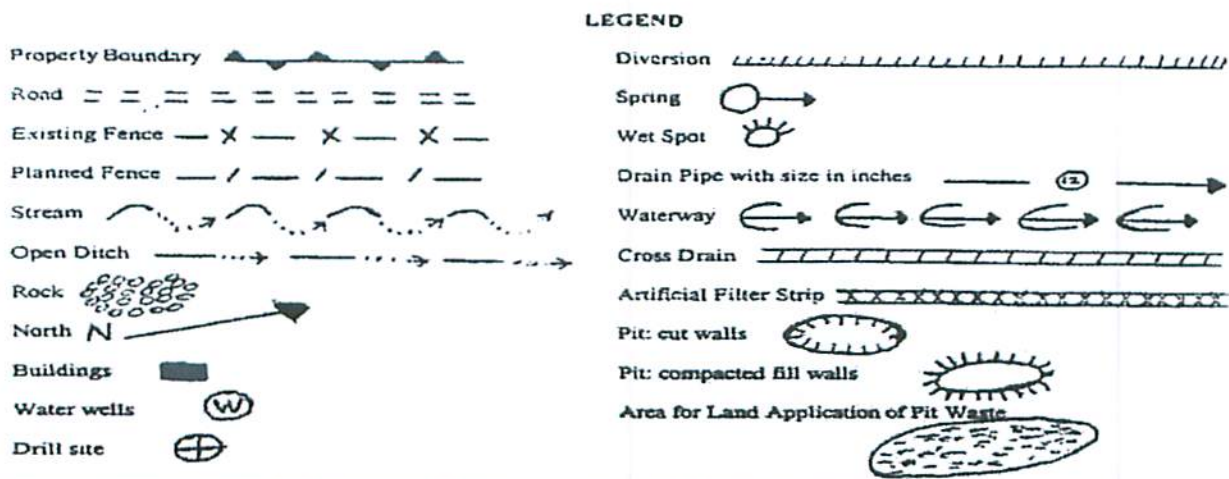 LEGEND
Property Boundary
Road
Existing Fence
Planned Fence
Stream
Open Ditch
Rock
North N
Buildings
Water wells W
Drill site
Diversion
Spring
Wet Spot
Drain Pipe with size in inches 12
Waterway
Cross Drain
Artificial Filter Strip
Pit: cut walls
Pit: compacted fill walls
Area for Land Application of Pit Waste